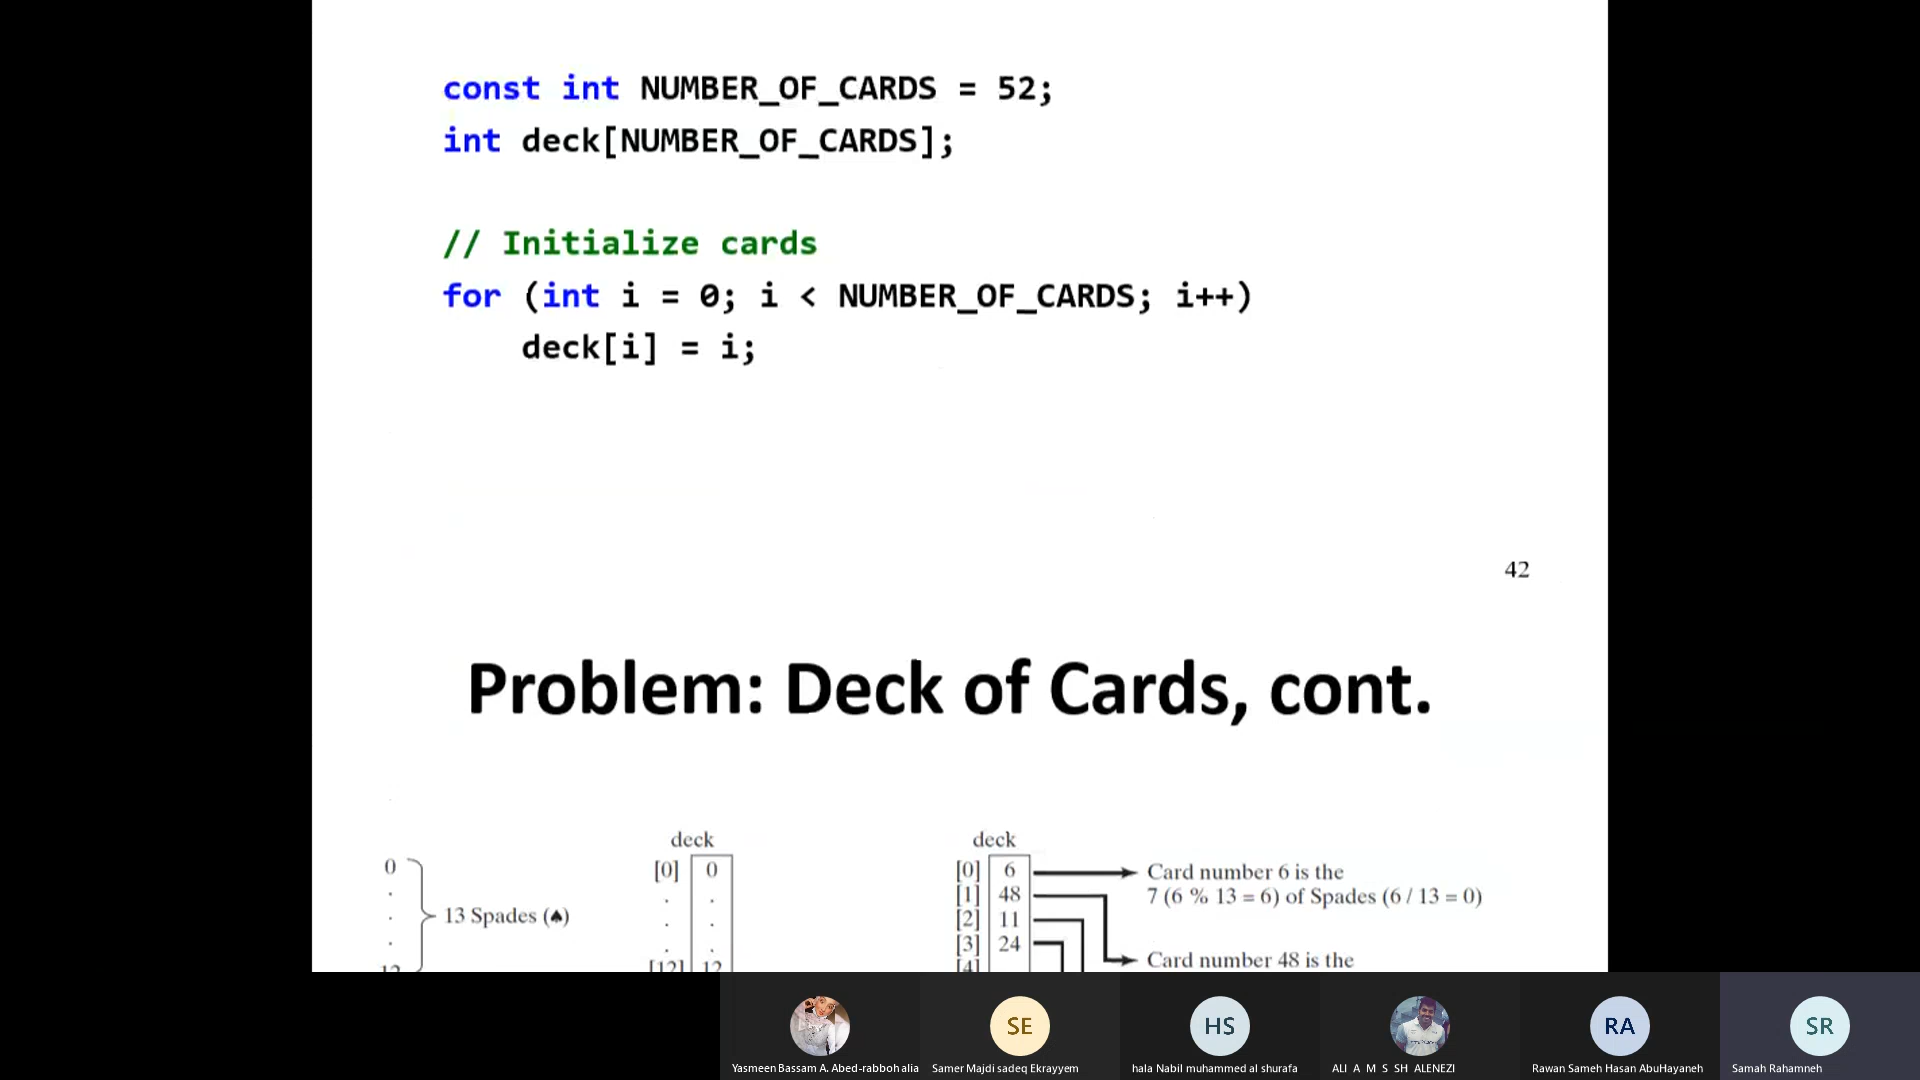 const int NUMBER_OF_CARDS = 52;
int deck[NUMBER_OF_CARDS];
// Initialize cards
for (int i = 0; i < NUMBER_OF_CARDS; i++)
deck[i] = i;
42
Problem: Deck of Cards, cont.
0
.
.
.
12
13 Spades (♠)
deck
[0] 0
. .
. .
. .
[12] 12
deck
[0] 6
[1] 48
[2] 11
[3] 24
[4]
Card number 6 is the
7 (6 % 13 = 6) of Spades (6 / 13 = 0)
Card number 48 is the
SE
HS
RA
SR
Yasmeen Bassam A. Abed-rabboh alia
Samer Majdi sadeq Ekrayyem
hala Nabil muhammed al shurafa
ALI A M S SH ALENEZI
Rawan Sameh Hasan AbuHayaneh
Samah Rahamneh